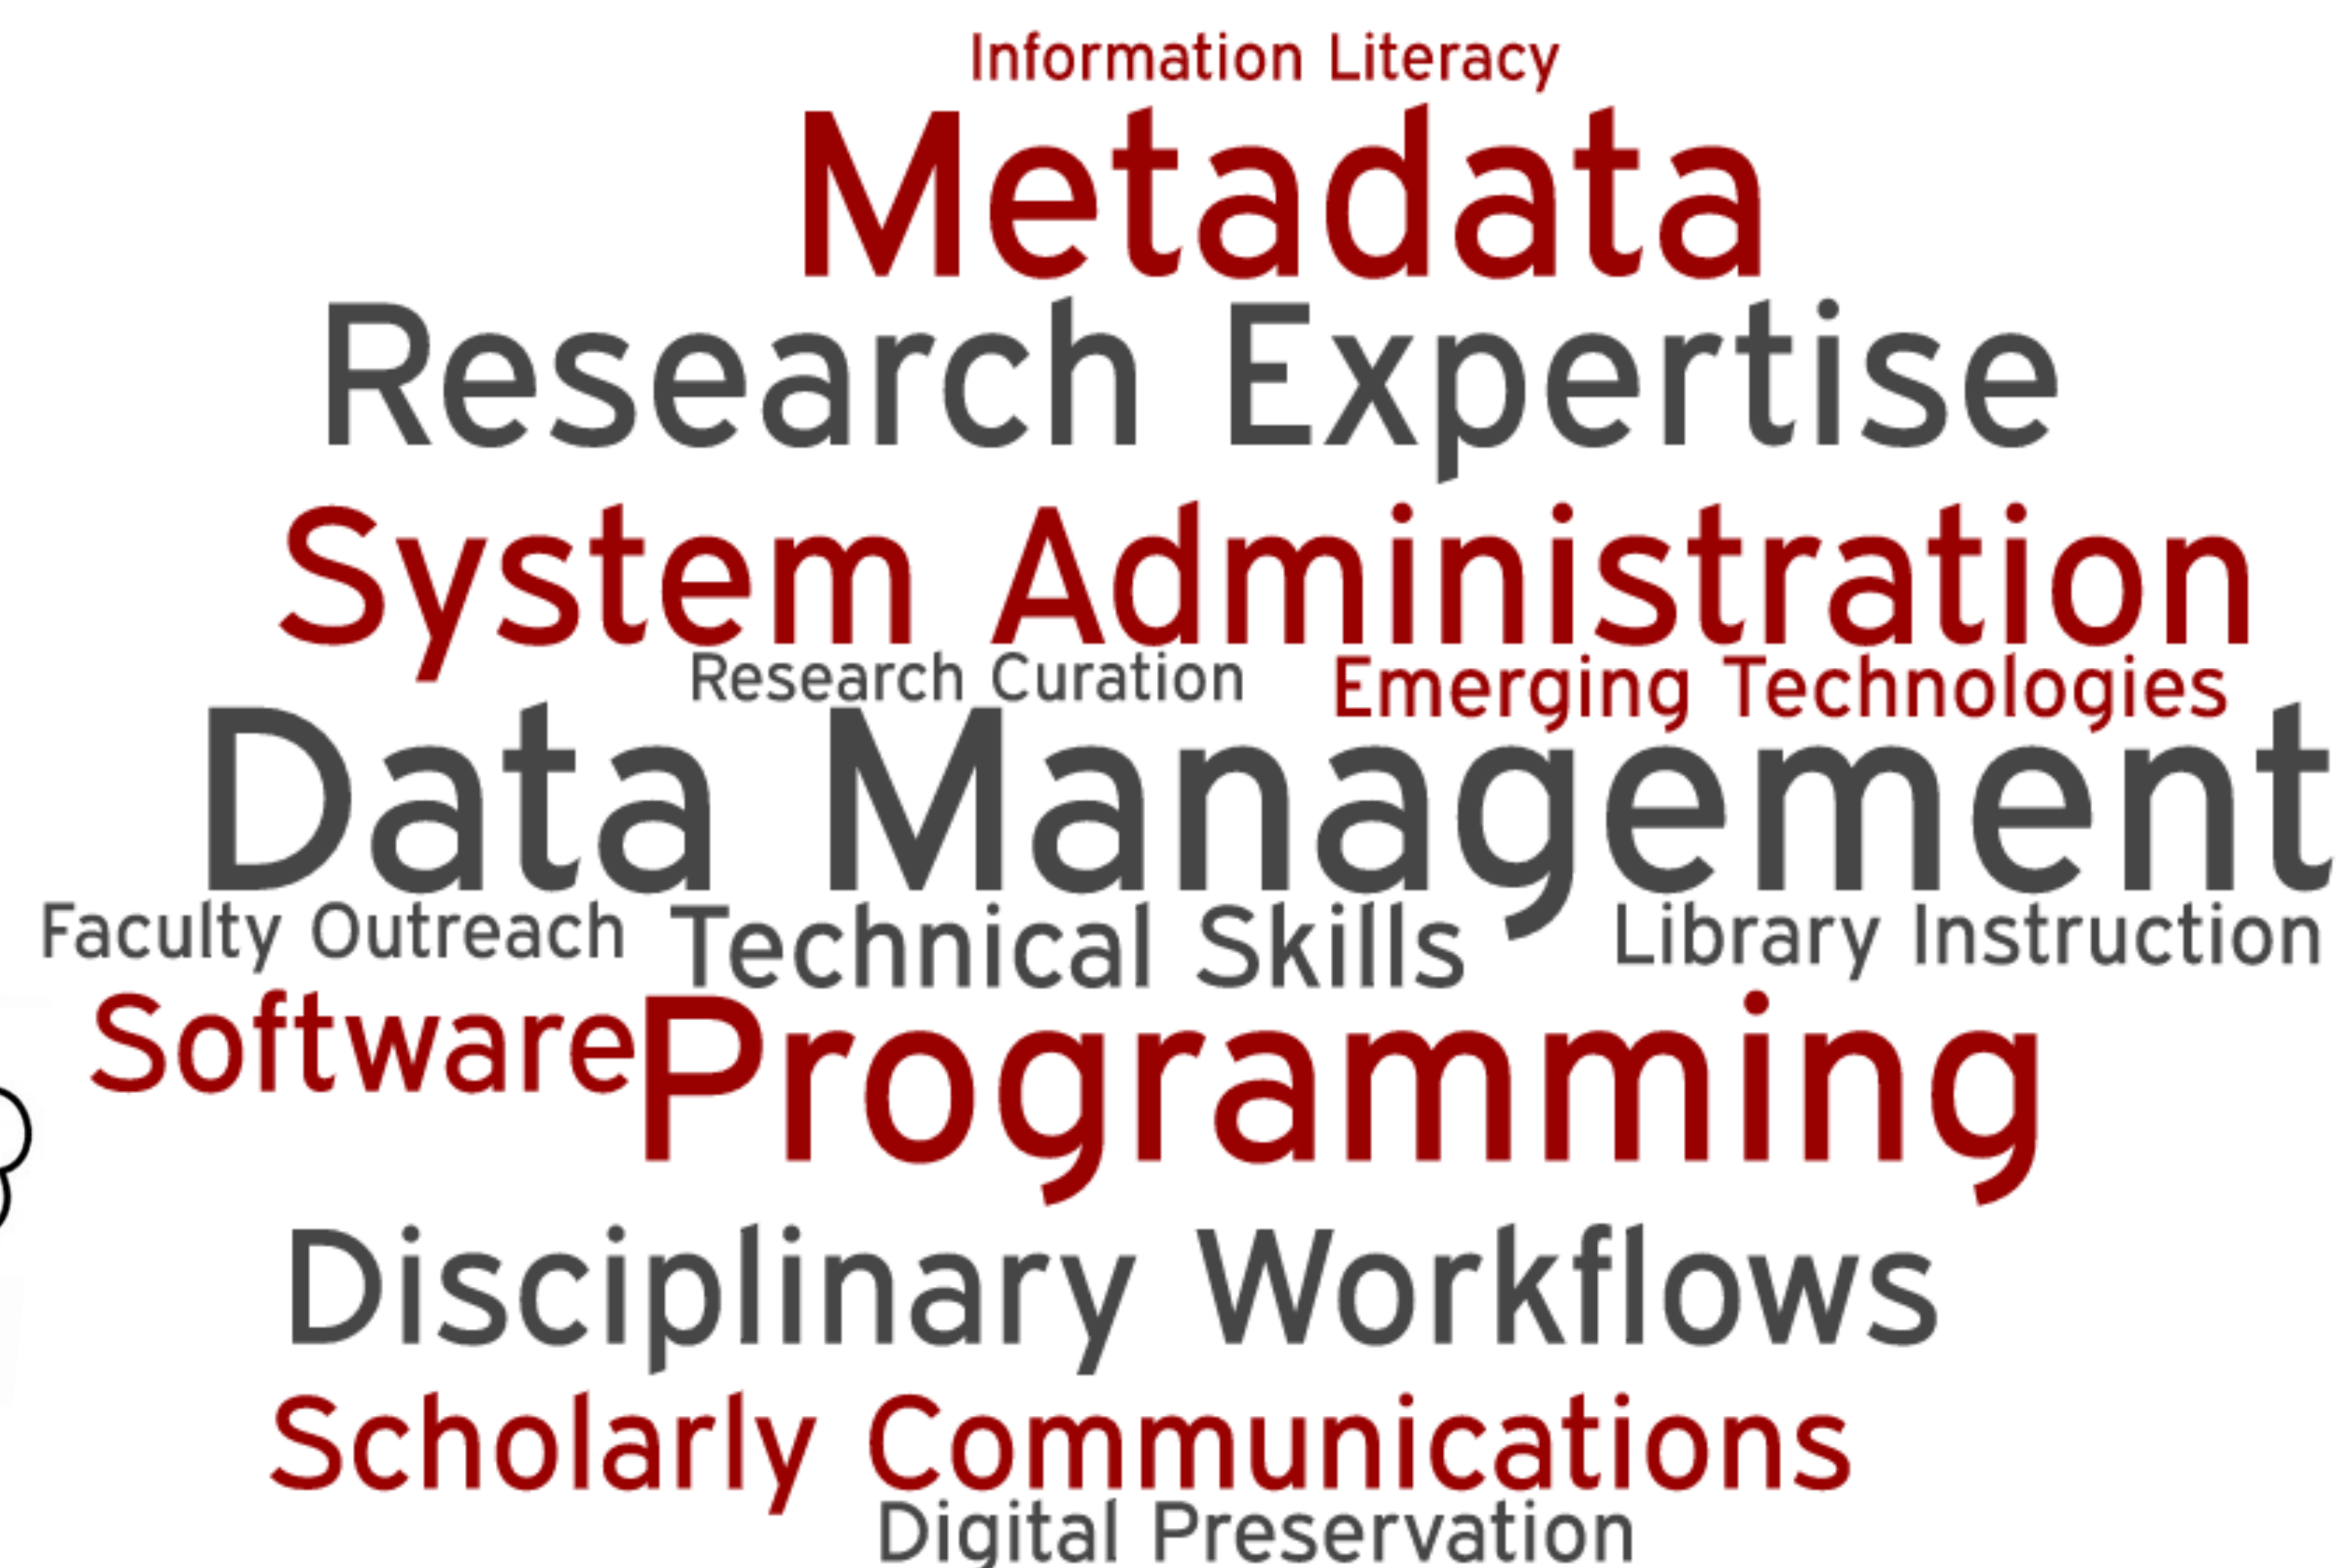 Information Literacy
Metadata
Research Expertise
System Administration
Research Curation
Emerging Technologies
Data Management
Faculty Outreach
Technical Skills
Library Instruction
Software
Programming
Disciplinary Workflows
Scholarly Communications
Digital Preservation